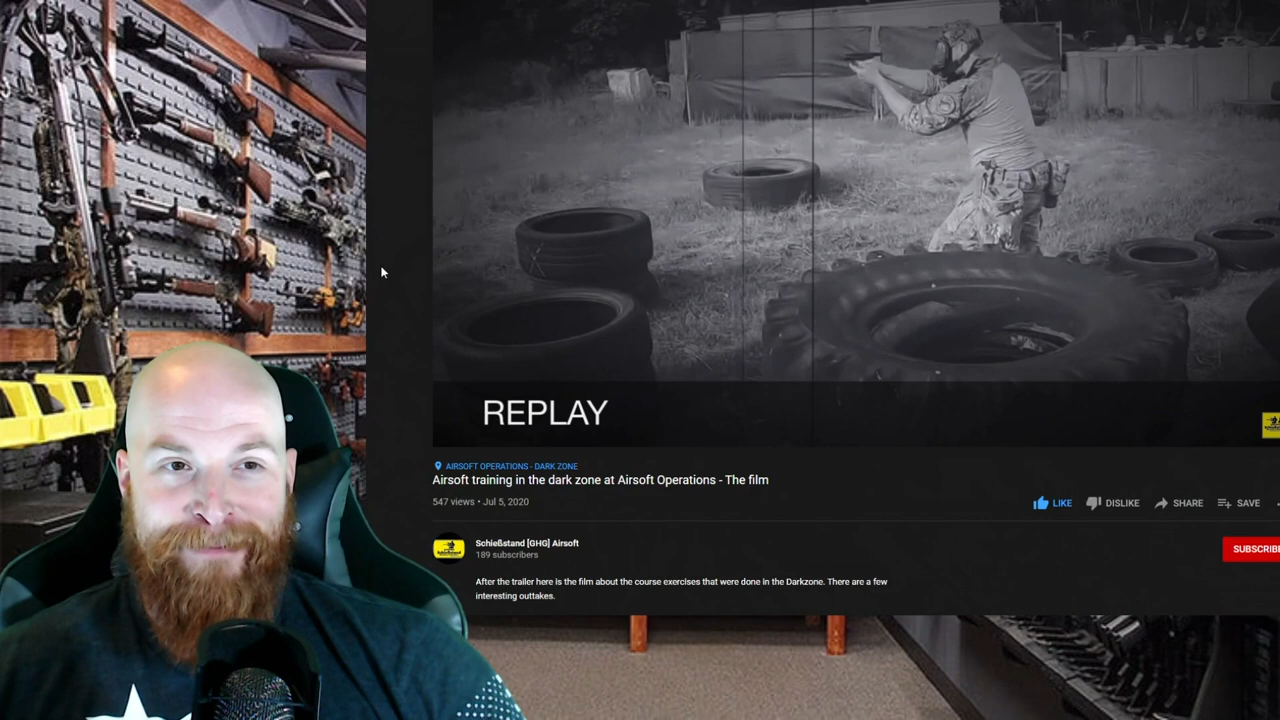 REPLAY
AIRSOFT OPERATIONS - DARK ZONE
Airsoft training in the dark zone at Airsoft Operations - The film
547 views • Jul 5, 2020
LIKE
DISLIKE
SHARE
SAVE
Schießstand [GHG] Airsoft
189 subscribers
SUBSCRIBE
After the trailer here is the film about the course exercises that were done in the Darkzone. There are a few
interesting outtakes.